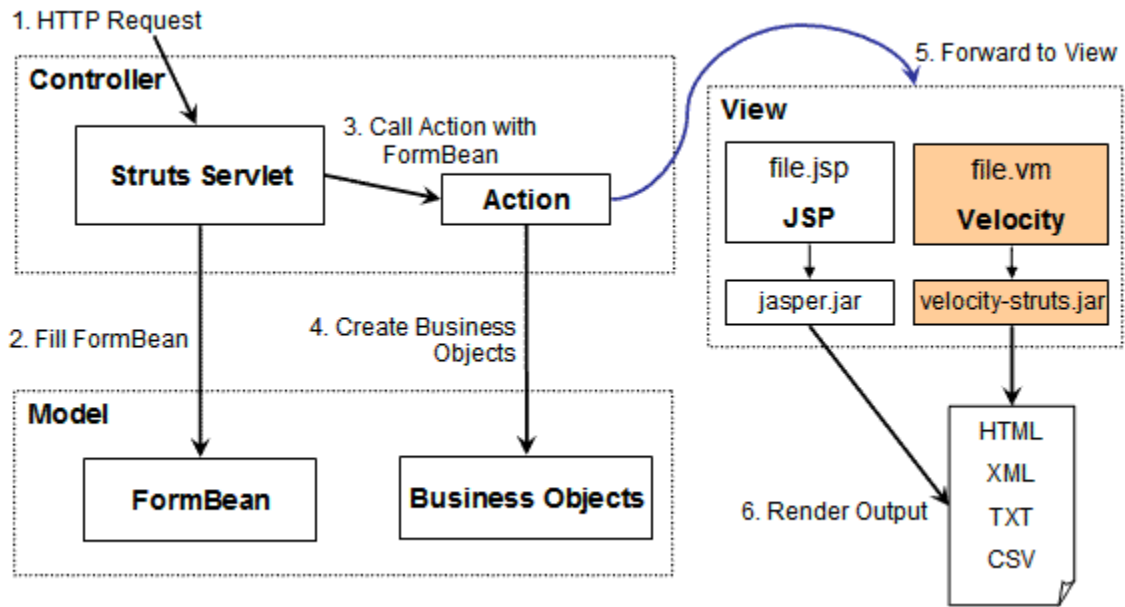 1. HTTP Request
Controller
Struts Servlet
3. Call Action with
FormBean
Action
2. Fill FormBean
4. Create Business
Objects
Model
FormBean
Business Objects
5. Forward to View
View
file.jsp
JSP
file.vm
Velocity
jasper.jar
velocity-struts.jar
6. Render Output
HTML
XML
TXT
CSV